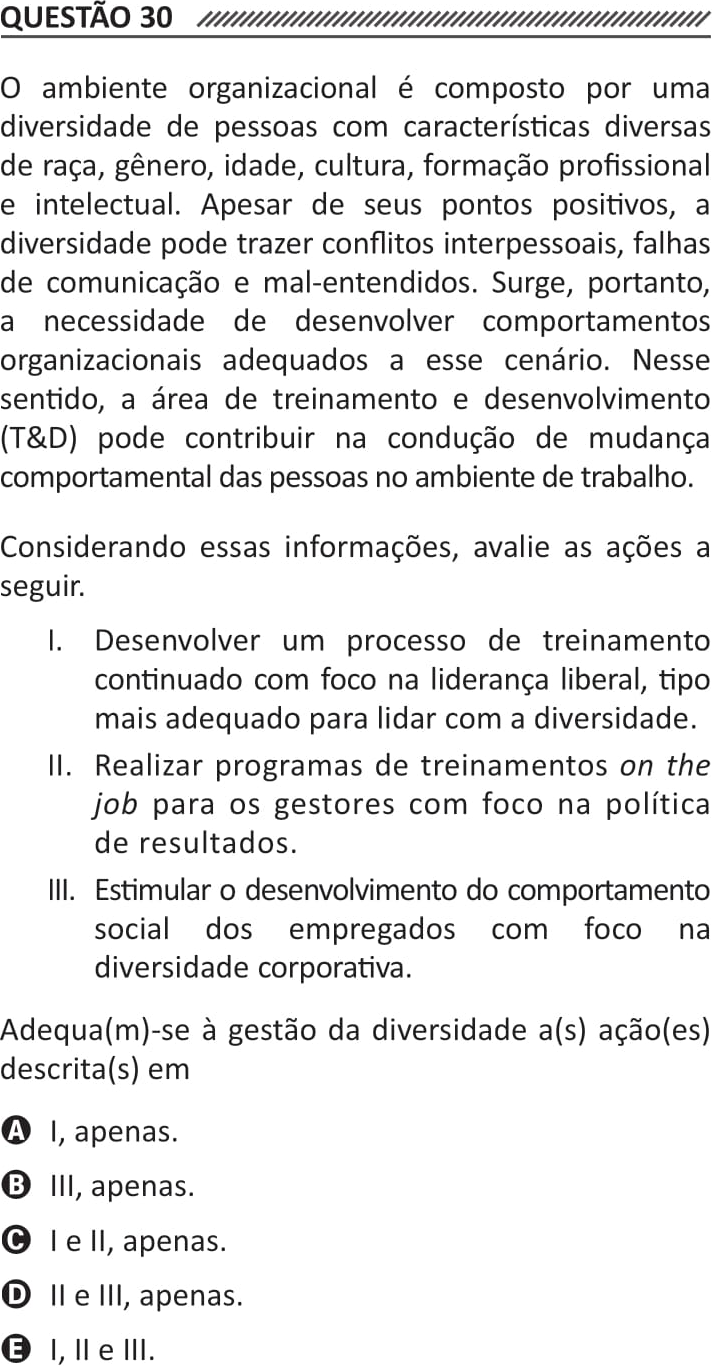 QUESTÃO 30
O ambiente organizacional é composto por uma
diversidade de pessoas com características diversas
de raça, gênero, idade, cultura, formação profissional
e intelectual. Apesar de seus pontos positivos, a
diversidade pode trazer conflitos interpessoais, falhas
de comunicação e mal-entendidos. Surge, portanto,
a necessidade de desenvolver comportamentos
organizacionais adequados a esse cenário. Nesse
sentido, a área de treinamento e desenvolvimento
(T&D) pode contribuir na condução de mudança
comportamental das pessoas no ambiente de trabalho.
Considerando essas informações, avalie as ações a
seguir.
I. Desenvolver um processo de treinamento
continuado com foco na liderança liberal, tipo
mais adequado para lidar com a diversidade.
II. Realizar programas de treinamentos on the
job para os gestores com foco na política
de resultados.
III. Estimular o desenvolvimento do comportamento
social dos empregados com foco na
diversidade corporativa.
Adequa(m)-se à gestão da diversidade a(s) ação(es)
descrita(s) em
A I, apenas.
B III, apenas.
C I e II, apenas.
D II e III, apenas.
E I, II e III.